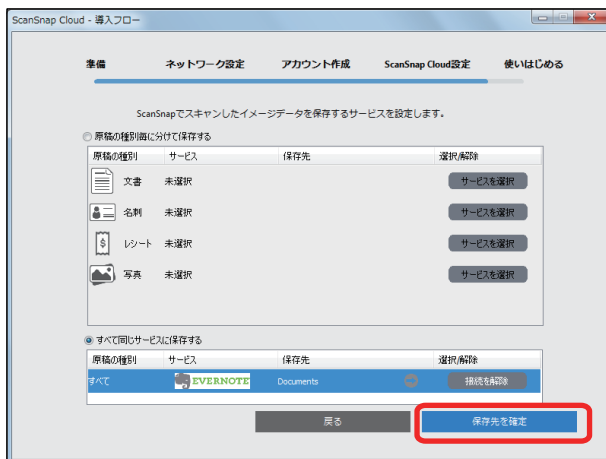 ScanSnap Cloud - 導入フロー
準備 ネットワーク設定 アカウント作成 ScanSnap Cloud設定 使いはじめる
ScanSnapでスキャンしたイメージデータを保存するサービスを設定します。
原稿の種別毎に分けて保存する
原稿の種別 サービス 保存先 選択/解除
文書 未選択 サービスを選択
名刺 未選択 サービスを選択
レシート 未選択 サービスを選択
写真 未選択 サービスを選択
すべて同じサービスに保存する
原稿の種別 サービス 保存先 選択/解除
すべて EVERNOTE Documents 接続を解除
戻る 保存先を確定